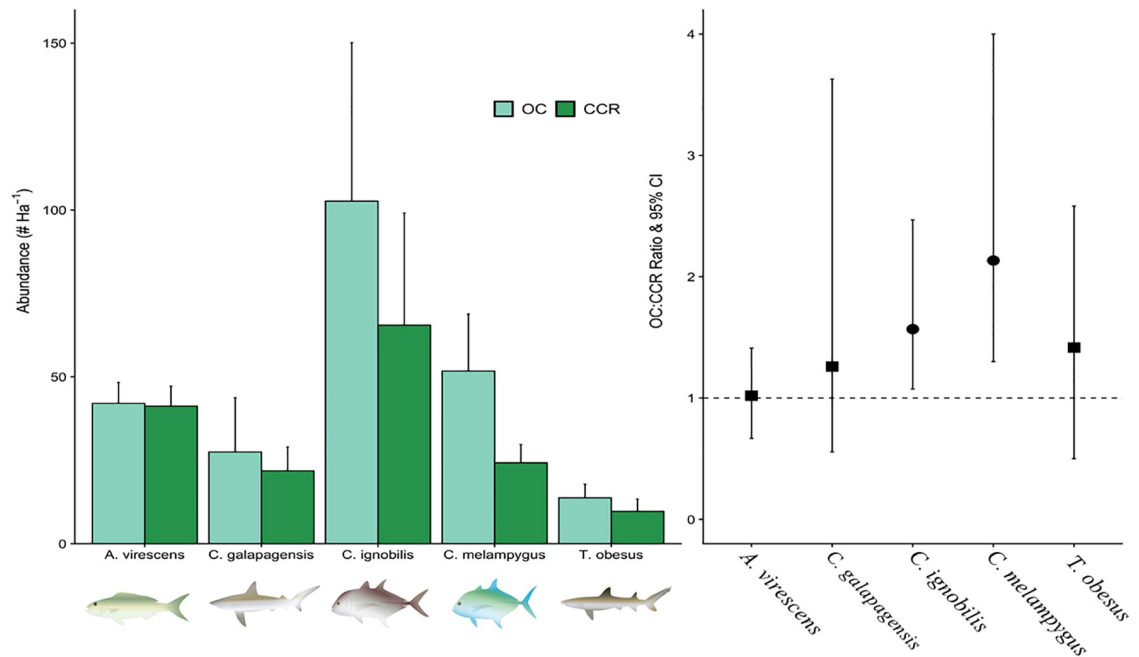 Abundance (# Ha⁻¹)
150
100
50
0
OC CCR
A. virescens C. galapagensis C. ignobilis C. melampygus T. obesus
OC:CCR Ratio & 95% CI
4
3
2
1
0
A. virescens
C. galapagensis
C. ignobilis
C. melampygus
T. obesus